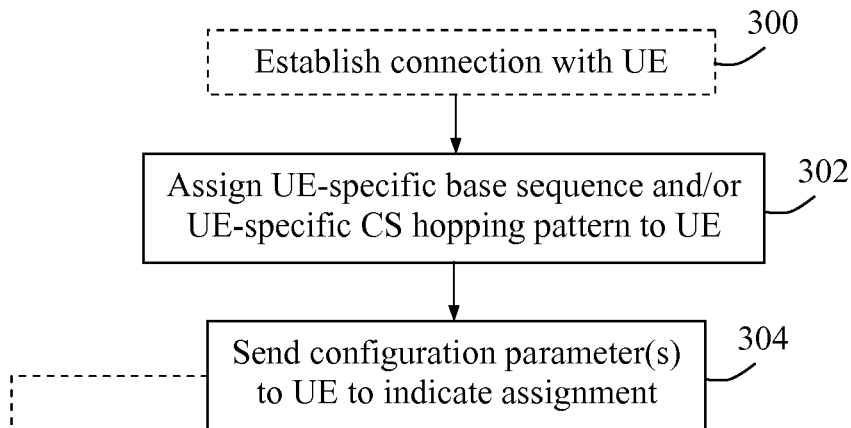 300
Establish connection with UE
302
Assign UE-specific base sequence and/or
UE-specific CS hopping pattern to UE
304
Send configuration parameter(s)
to UE to indicate assignment